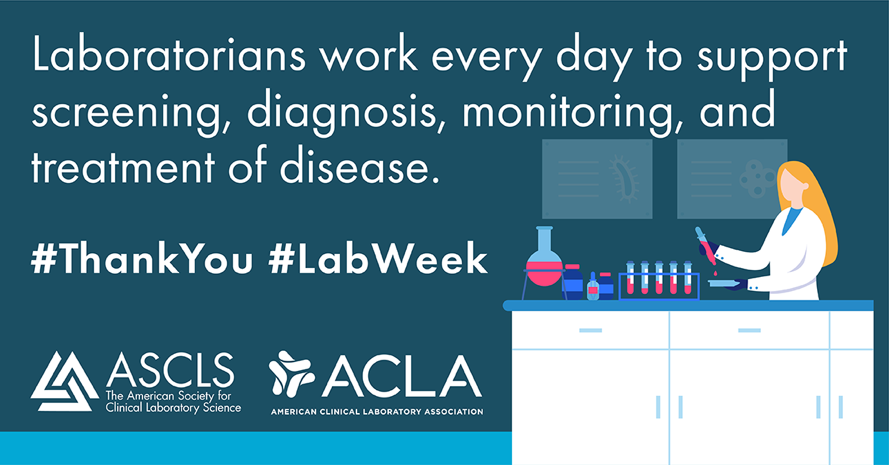 Laboratorians work every day to support
screening, diagnosis, monitoring, and
treatment of disease.
#ThankYou #LabWeek
ASCLS
The American Society for
Clinical Laboratory Science
ACLA
AMERICAN CLINICAL LABORATORY ASSOCIATION